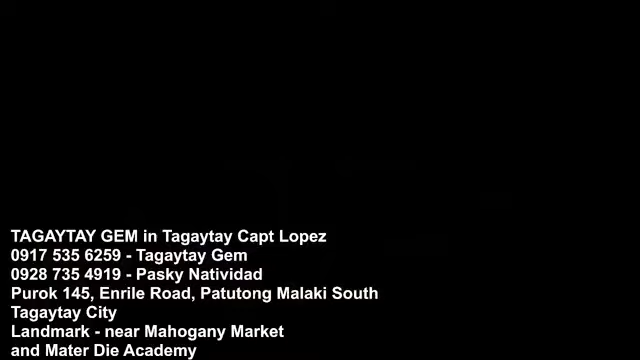 TAGAYTAY GEM in Tagaytay Capt Lopez
0917 535 6259 - Tagaytay Gem
0928 735 4919 - Pasky Natividad
Purok 145, Enrile Road, Patutong Malaki South
Tagaytay City
Landmark - near Mahogany Market
and Mater Die Academy